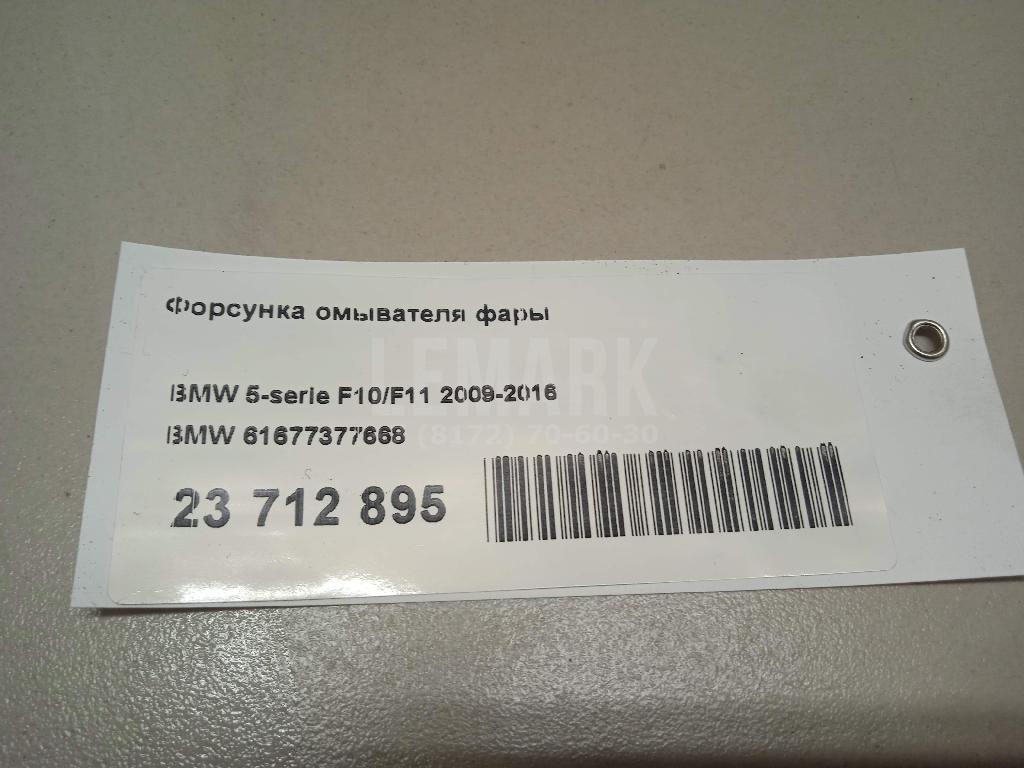 Форсунка омывателя фары
LEMARK
BMW 5-serie F10/F11 2009-2016
BMW 61677377668
(8172) 70-60-30
23 712 895